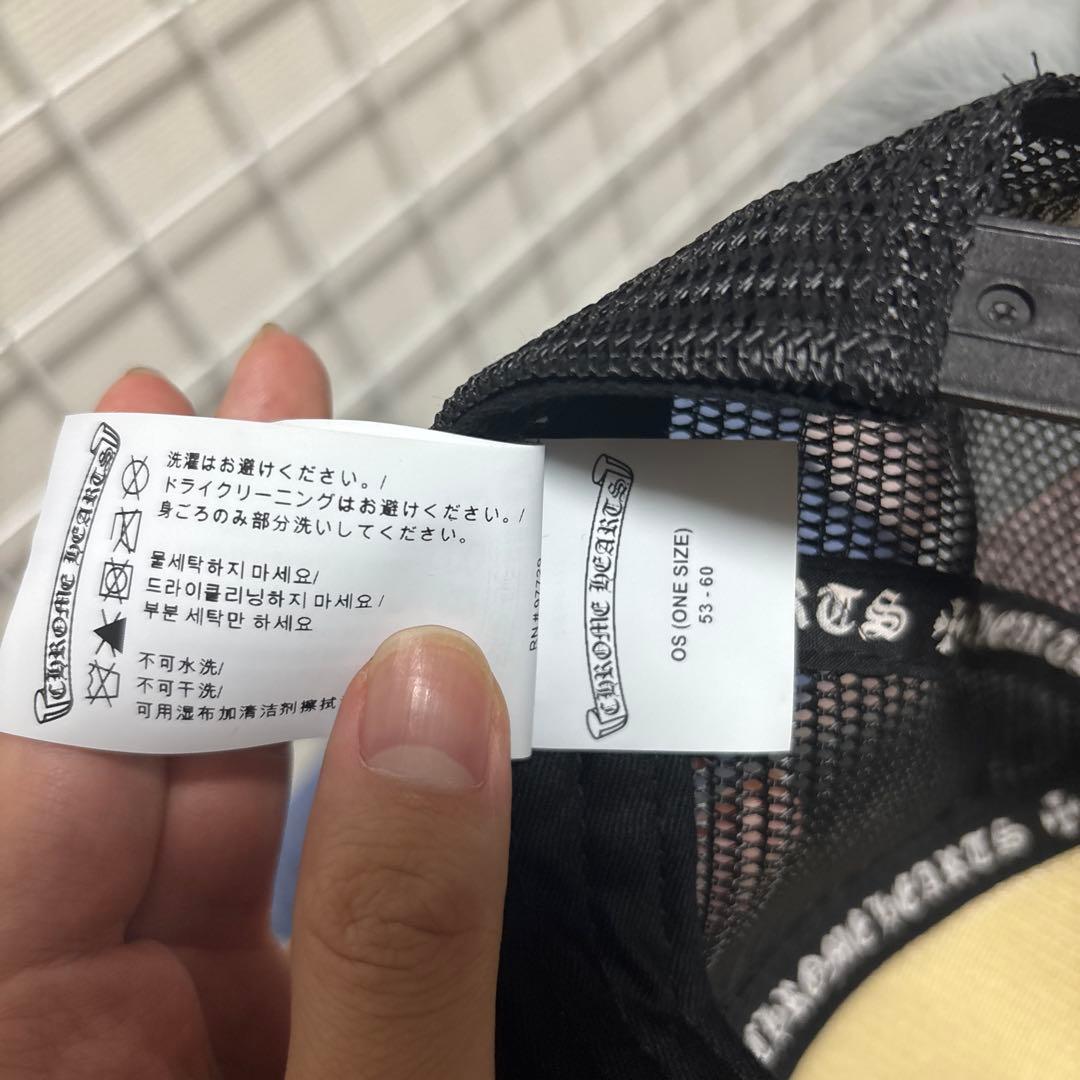 CHROME HEARTS
洗濯はお避けください。/
ドライクリーニングはお避けください。/
身ごろのみ部分洗いしてください。
물세탁하지 마세요/
드라이클리닝하지 마세요/
부분 세탁만 하세요
不可水洗/
不可干洗/
可用湿布加清洁剂擦拭
CHROME HEARTS
OS (ONE SIZE)
53 - 60
ARTS
CHROME HEARTS